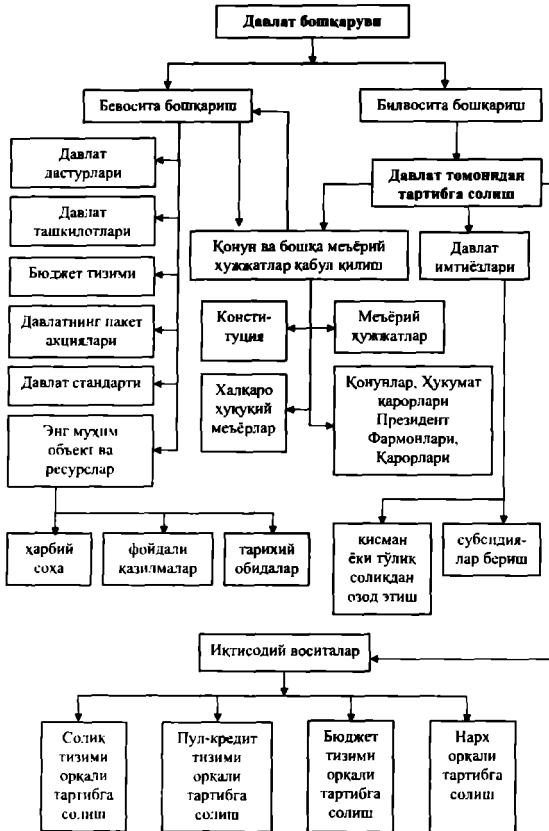 Давлат бошқаруви
Бевосита бошқариш
Билвосита бошқариш
Давлат
дастурлари
Давлат томонидан
тартибга солиш
Давлат
ташкилотлари
Қонун ва бошқа меъёрий
ҳужжатлар қабул қилиш
Давлат
имтиёзлари
Бюджет тизими
Давлатнинг пакет
акциялари
Консти-
туция
Меъёрий
ҳужжатлар
Давлат стандарти
Халқаро
ҳуқуқий
меъёрлар
Қонунлар, Ҳукумат
қарорлари
Президент
Фармонлари,
Қарорлари
Энг муҳим
объект ва
ресурслар
ҳарбий
соҳа
фойдали
қазилмалар
тарихий
обидалар
қисман
ёки тўлиқ
солиқдан
озод этиш
субсидия-
лар бериш
Иқтисодий воситалар
Солиқ
тизими
орқали
тартибга
солиш
Пул-кредит
тизими
орқали
тартибга
солиш
Бюджет
тизими
орқали
тартибга
солиш
Нарх
орқали
тартибга
солиш